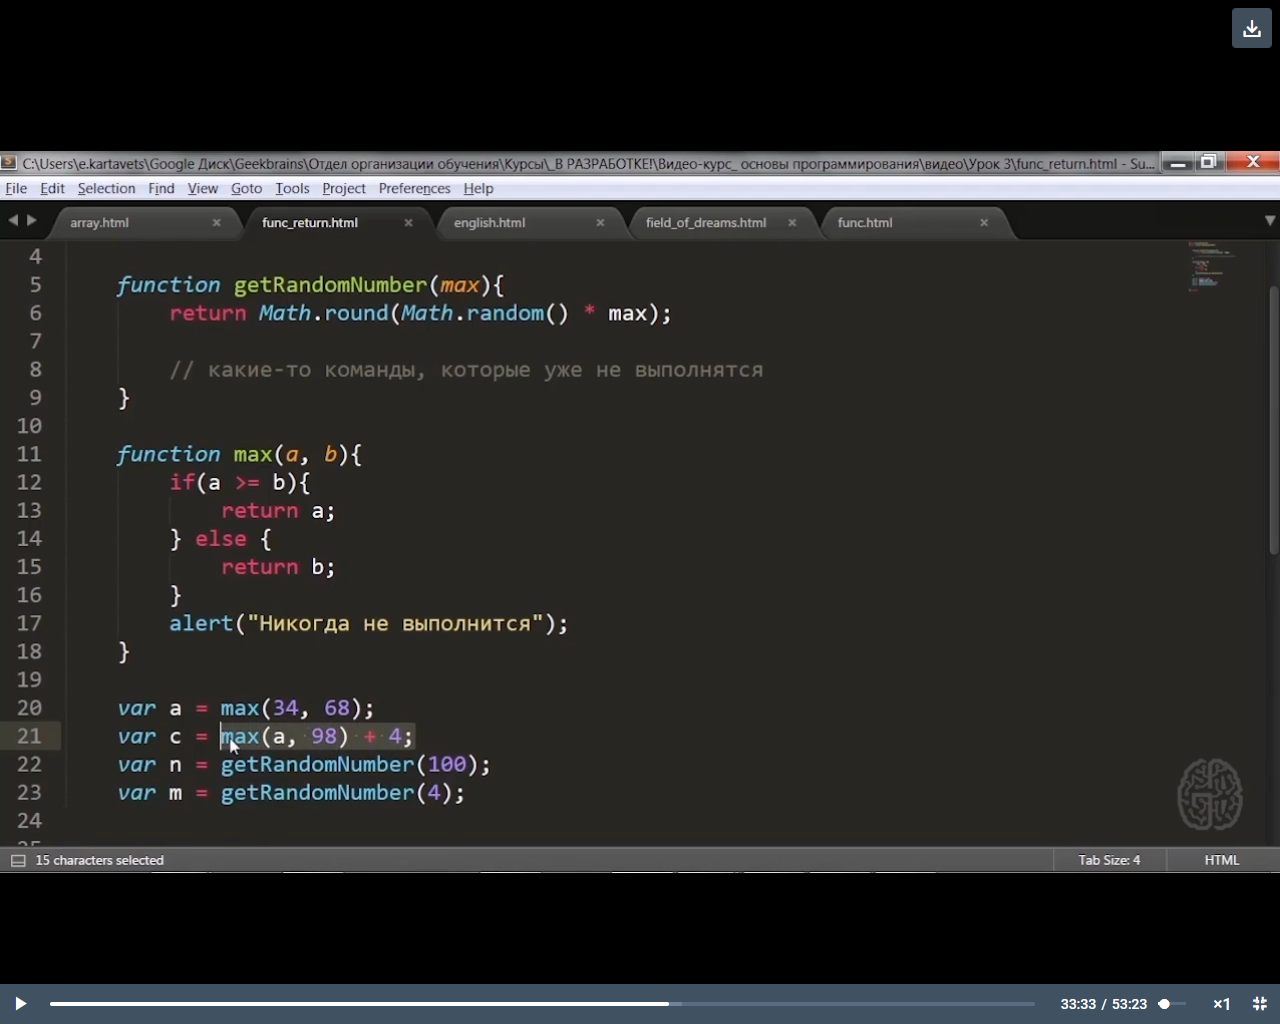 C:\Users\e.kartavets\Google Диск\Geekbrains\Отдел организации обучения\Курсы\_В РАЗРАБОТКЕ!\Видео-курс_ основы программирования\видео\Урок 3\func_return.html - Su...
File Edit Selection Find View Goto Tools Project Preferences Help
array.html × func_return.html × english.html × field_of_dreams.html × func.html ×
4
5 function getRandomNumber(max){
6 return Math.round(Math.random() * max);
7
8 // какие-то команды, которые уже не выполнятся
9 }
10
11 function max(a, b){
12 if(a >= b){
13 return a;
14 } else {
15 return b;
16 }
17 alert("Никогда не выполнится");
18 }
19
20 var a = max(34, 68);
21 var c = max(a, 98) + 4;
22 var n = getRandomNumber(100);
23 var m = getRandomNumber(4);
24
15 characters selected Tab Size: 4 HTML
33:33 / 53:23 ×1